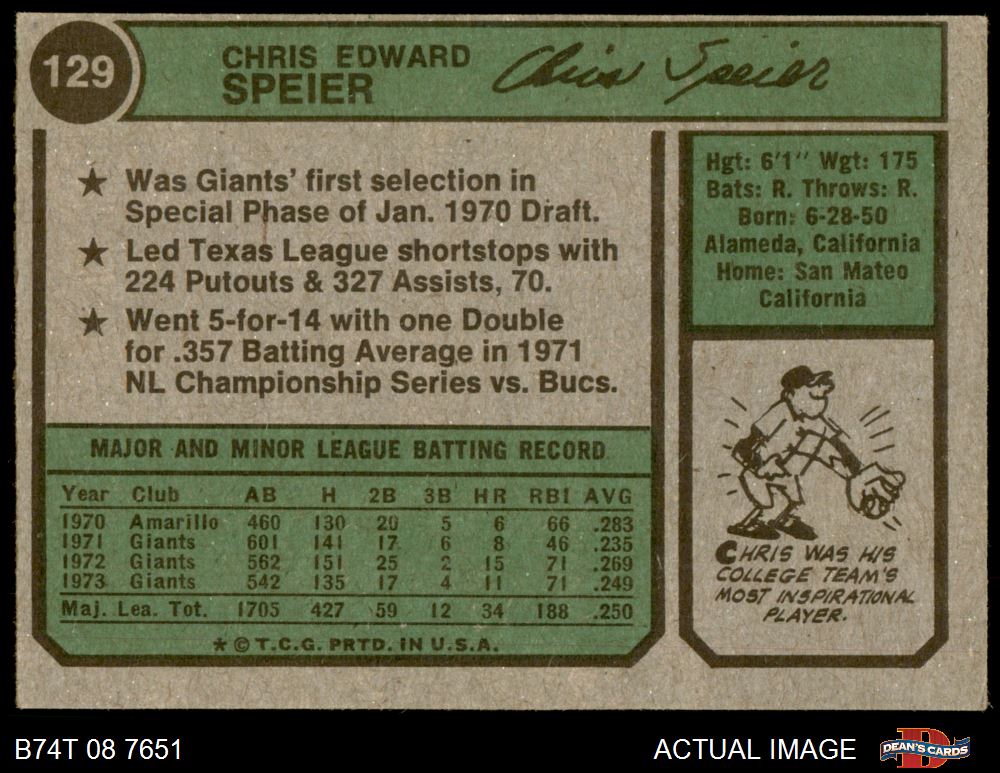 129
CHRIS EDWARD
SPEIER
Chris Speier
★ Was Giants' first selection in
Special Phase of Jan. 1970 Draft.
★ Led Texas League shortstops with
224 Putouts & 327 Assists, 70.
★ Went 5-for-14 with one Double
for .357 Batting Average in 1971
NL Championship Series vs. Bucs.
Hgt: 6'1" Wgt: 175
Bats: R. Throws: R.
Born: 6-28-50
Alameda, California
Home: San Mateo
California
MAJOR AND MINOR LEAGUE BATTING RECORD
Year Club AB H 2B 3B HR RBI AVG
1970 Amarillo 460 130 20 5 6 66 .283
1971 Giants 601 141 17 6 8 46 .235
1972 Giants 562 151 25 2 15 71 .269
1973 Giants 542 135 17 4 11 71 .249
Maj. Lea. Tot. 1705 427 59 12 34 188 .250
* © T.C.G. PRTD. IN U.S.A.
CHRIS WAS HIS
COLLEGE TEAM'S
MOST INSPIRATIONAL
PLAYER.
B74T 08 7651
ACTUAL IMAGE
DEAN'S CARDS